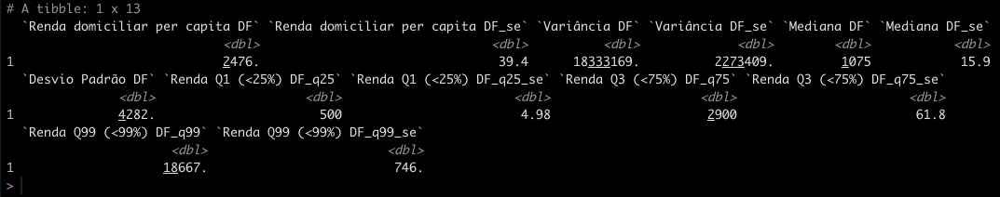 # A tibble: 1 x 13
`Renda domiciliar per capita DF` `Renda domiciliar per capita DF_se` `Variância DF` `Variância DF_se` `Mediana DF` `Mediana DF_se`
<dbl> <dbl> <dbl> <dbl> <dbl> <dbl>
1 2476. 39.4 18333169. 2273409. 1075 15.9
`Desvio Padrão DF` `Renda Q1 (<25%) DF_q25` `Renda Q1 (<25%) DF_q25_se` `Renda Q3 (<75%) DF_q75` `Renda Q3 (<75%) DF_q75_se`
<dbl> <dbl> <dbl> <dbl> <dbl>
1 4282. 500 4.98 2900 61.8
`Renda Q99 (<99%) DF_q99` `Renda Q99 (<99%) DF_q99_se`
<dbl> <dbl>
1 18667. 746.
>